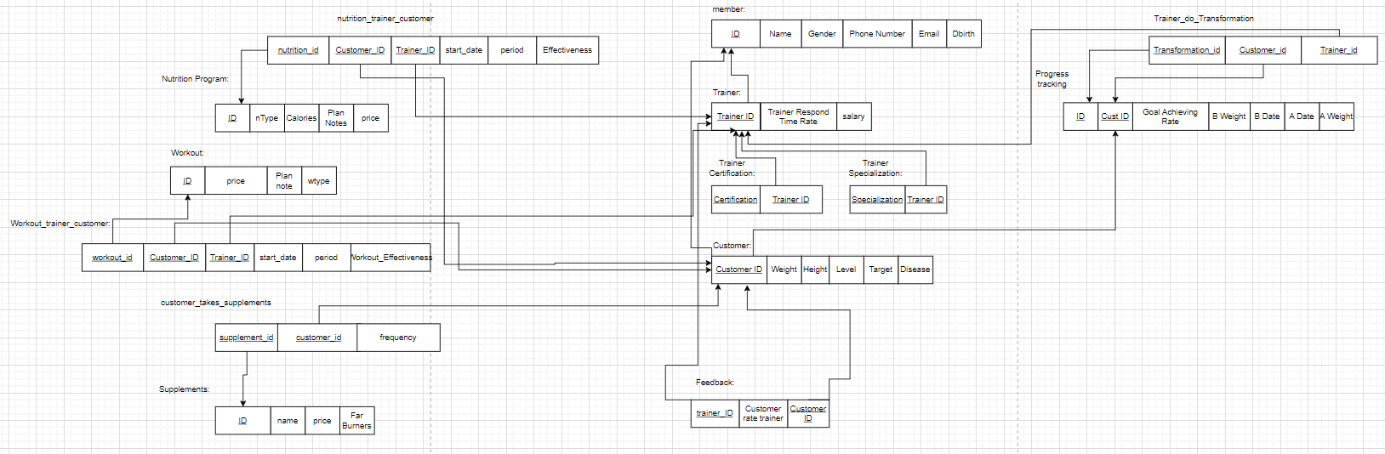 nutrition_trainer_customer
member:
Trainer_do_Transformation
nutrition_id Customer_ID Trainer_ID start_date period Effectiveness
ID Name Gender Phone Number Email Dbirth
Transformation_id Customer_id Trainer_id
Nutrition Program:
Progress
tracking
Trainer:
ID nType Calories Plan Notes price
Trainer ID Trainer Respond Time Rate salary
ID Cust ID Goal Achieving Rate B Weight B Date A Date A Weight
Workout:
Trainer
Certification:
Trainer
Specialization:
ID price Plan note wtype
Certification Trainer ID
Specialization Trainer ID
Workout_trainer_customer:
workout_id Customer_ID Trainer_ID start_date period Workout_Effectiveness
Customer:
Customer ID Weight Height Level Target Disease
customer_takes_supplements
supplement_id customer_id frequency
Supplements:
Feedback:
ID name price Far Burners
trainer_ID Customer rate trainer Customer ID